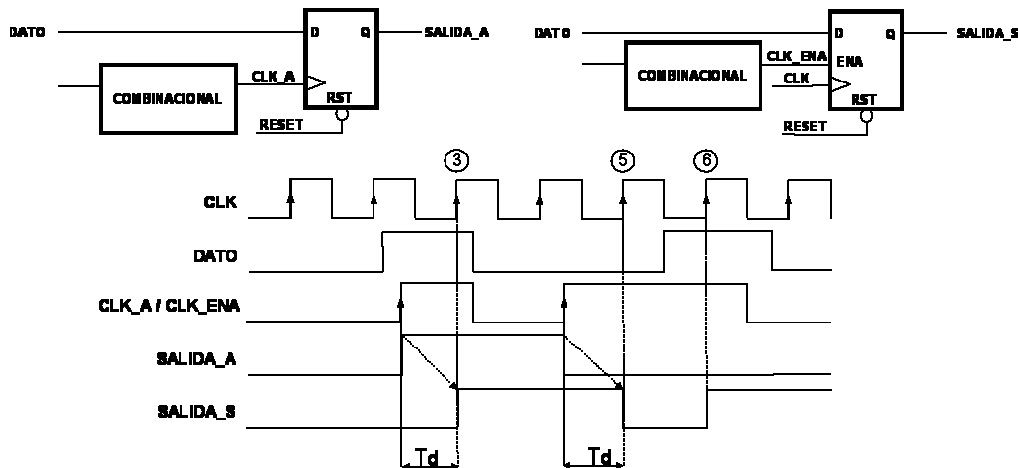 DATO
D Q
SALIDA_A
COMBINACIONAL
CLK_A
RST
RESET
DATO
D Q
SALIDA_S
COMBINACIONAL
CLK_ENA
ENA
CLK
RST
RESET
3 5 6
CLK
DATO
CLK_A / CLK_ENA
SALIDA_A
SALIDA_S
Td Td